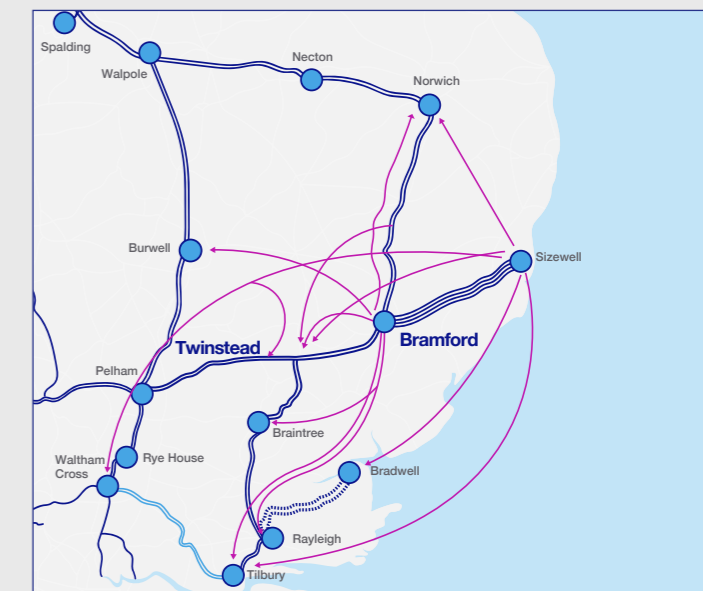 Spalding
Walpole
Necton
Norwich
Burwell
Sizewell
Twinstead
Bramford
Pelham
Braintree
Waltham
Cross
Rye House
Bradwell
Rayleigh
Tilbury